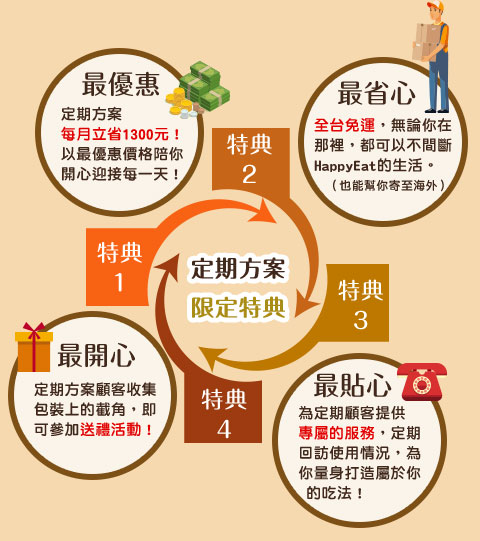 定期方案
限定特典
特典
1
最優惠
定期方案
每月立省1300元！
以最優惠價格陪你
開心迎接每一天！
特典
2
最省心
全台免運，無論你在
那裡，都可以不間斷
HappyEat的生活。
（也能幫你寄至海外）
特典
3
最貼心
為定期顧客提供
專屬的服務，定期
回訪使用情況，為
你量身打造屬於你
的吃法！
特典
4
最開心
定期方案顧客收集
包裝上的截角，即
可參加送禮活動！